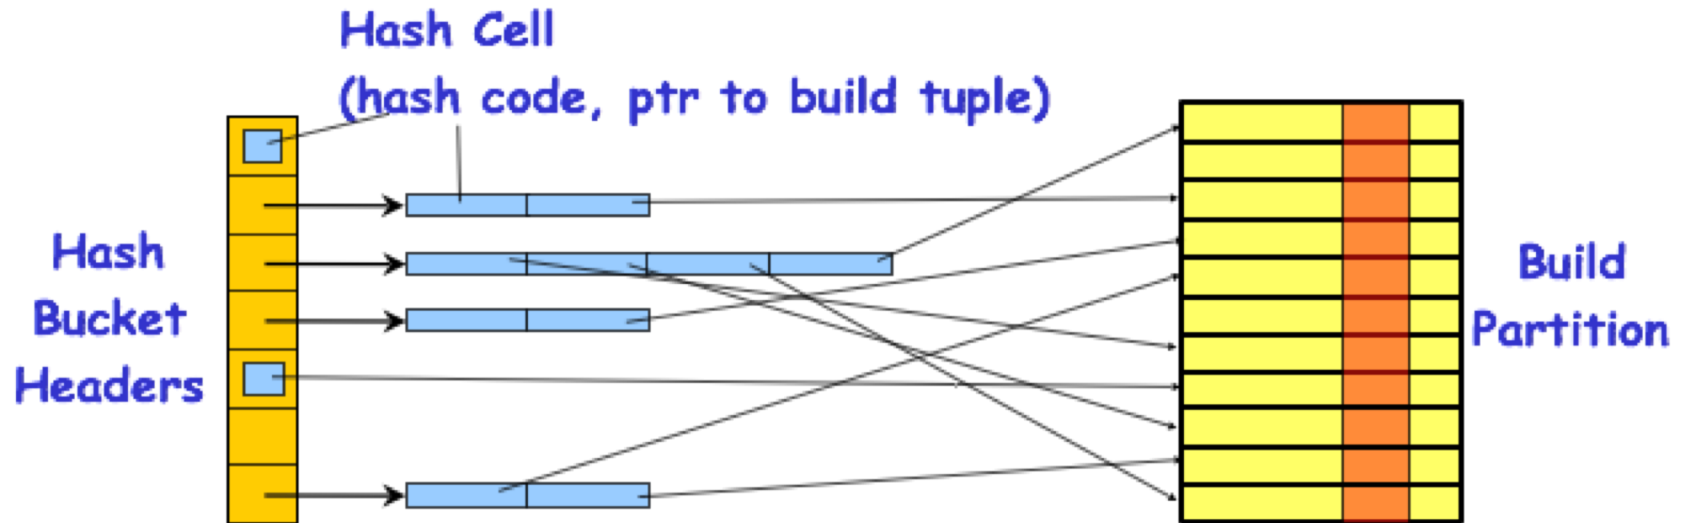 Hash Cell
(hash code, ptr to build tuple)
Hash
Bucket
Headers
Build
Partition